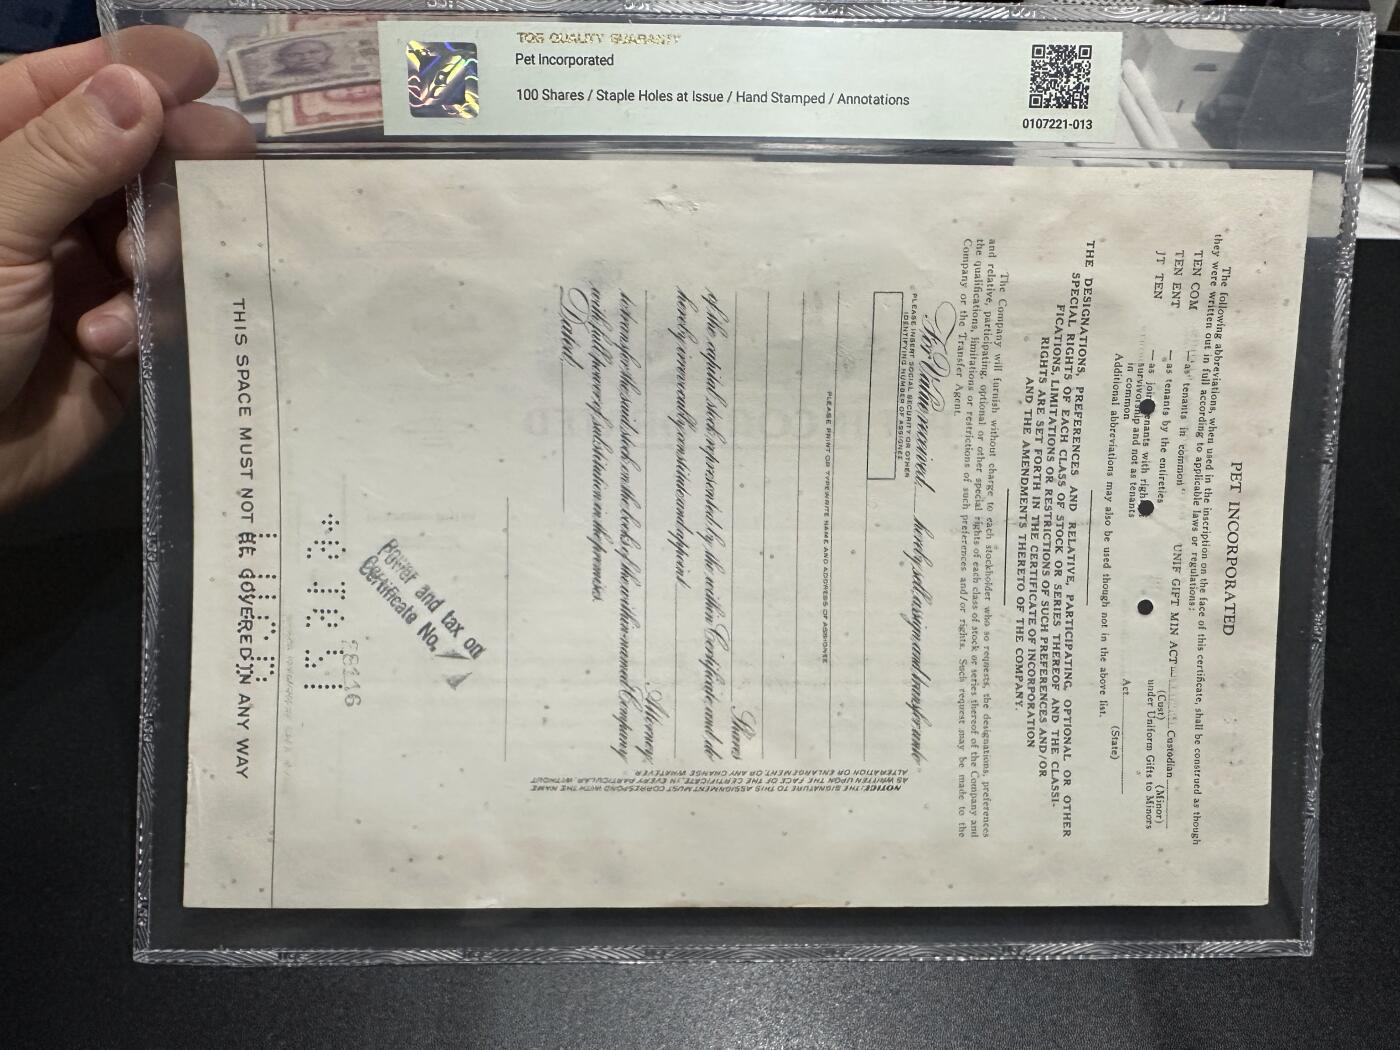 TQG QUALITY GUARANTY
Pet Incorporated
100 Shares / Staple Holes at Issue / Hand Stamped / Annotations
0107221-013
PET INCORPORATED
The following abbreviations, when used in the inscription on the face of this certificate, shall be construed as though
they were written out in full according to applicable laws or regulations:
TEN COM — as tenants in common UNIF GIFT MIN ACT— Custodian
(Cust) (Minor)
TEN ENT — as tenants by the entireties under Uniform Gifts to Minors
JT TEN — as joint tenants with right
survivorship and not as tenants Act
in common (State)
Additional abbreviations may also be used though not in the above list.
THE DESIGNATIONS, PREFERENCES AND RELATIVE, PARTICIPATING, OPTIONAL OR OTHER
SPECIAL RIGHTS OF EACH CLASS OF STOCK OR SERIES THEREOF AND THE CLASSI-
FICATIONS, LIMITATIONS OR RESTRICTIONS OF SUCH PREFERENCES AND/OR
RIGHTS ARE SET FORTH IN THE CERTIFICATE OF INCORPORATION
AND THE AMENDMENTS THERETO OF THE COMPANY.
The Company will furnish without charge to each stockholder who so requests, the designations, preferences
and relative, participating, optional or other special rights of each class of stock or series thereof of the Company and
the qualifications, limitations or restrictions of such preferences and/or rights. Such request may be made to the
Company or the Transfer Agent.
For Value received, hereby sell, assign and transfer unto
PLEASE INSERT SOCIAL SECURITY OR OTHER
IDENTIFYING NUMBER OF ASSIGNEE
PLEASE PRINT OR TYPEWRITE NAME AND ADDRESS OF ASSIGNEE
Shares
of the capital stock represented by the within Certificate and do
hereby irrevocably constitute and appoint
Attorney
to transfer the said stock on the books of the within-named Company
with full power of substitution in the premises.
Dated,
NOTICE: THE SIGNATURE TO THIS ASSIGNMENT MUST CORRESPOND WITH THE NAME
AS WRITTEN UPON THE FACE OF THE CERTIFICATE, IN EVERY PARTICULAR, WITHOUT
ALTERATION OR ENLARGEMENT, OR ANY CHANGE WHATEVER.
Power and tax on
Certificate No.
THIS SPACE MUST NOT BE COVERED IN ANY WAY